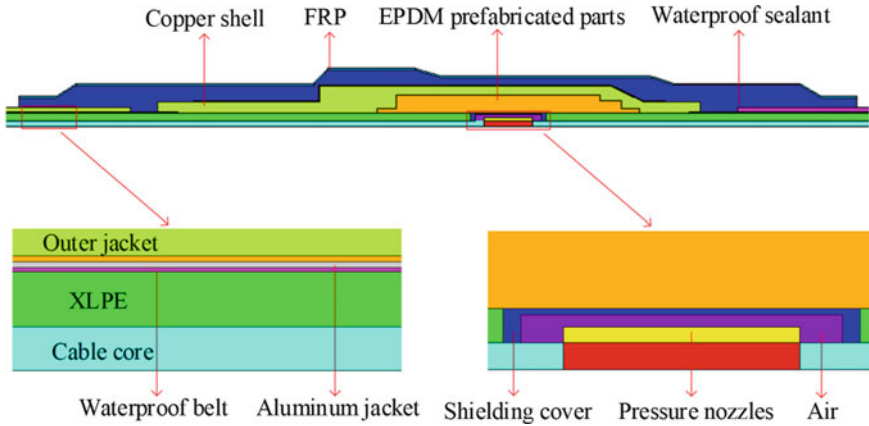 Copper shell FRP EPDM prefabricated parts Waterproof sealant
Outer jacket
XLPE
Cable core
Waterproof belt Aluminum jacket Shielding cover Pressure nozzles Air